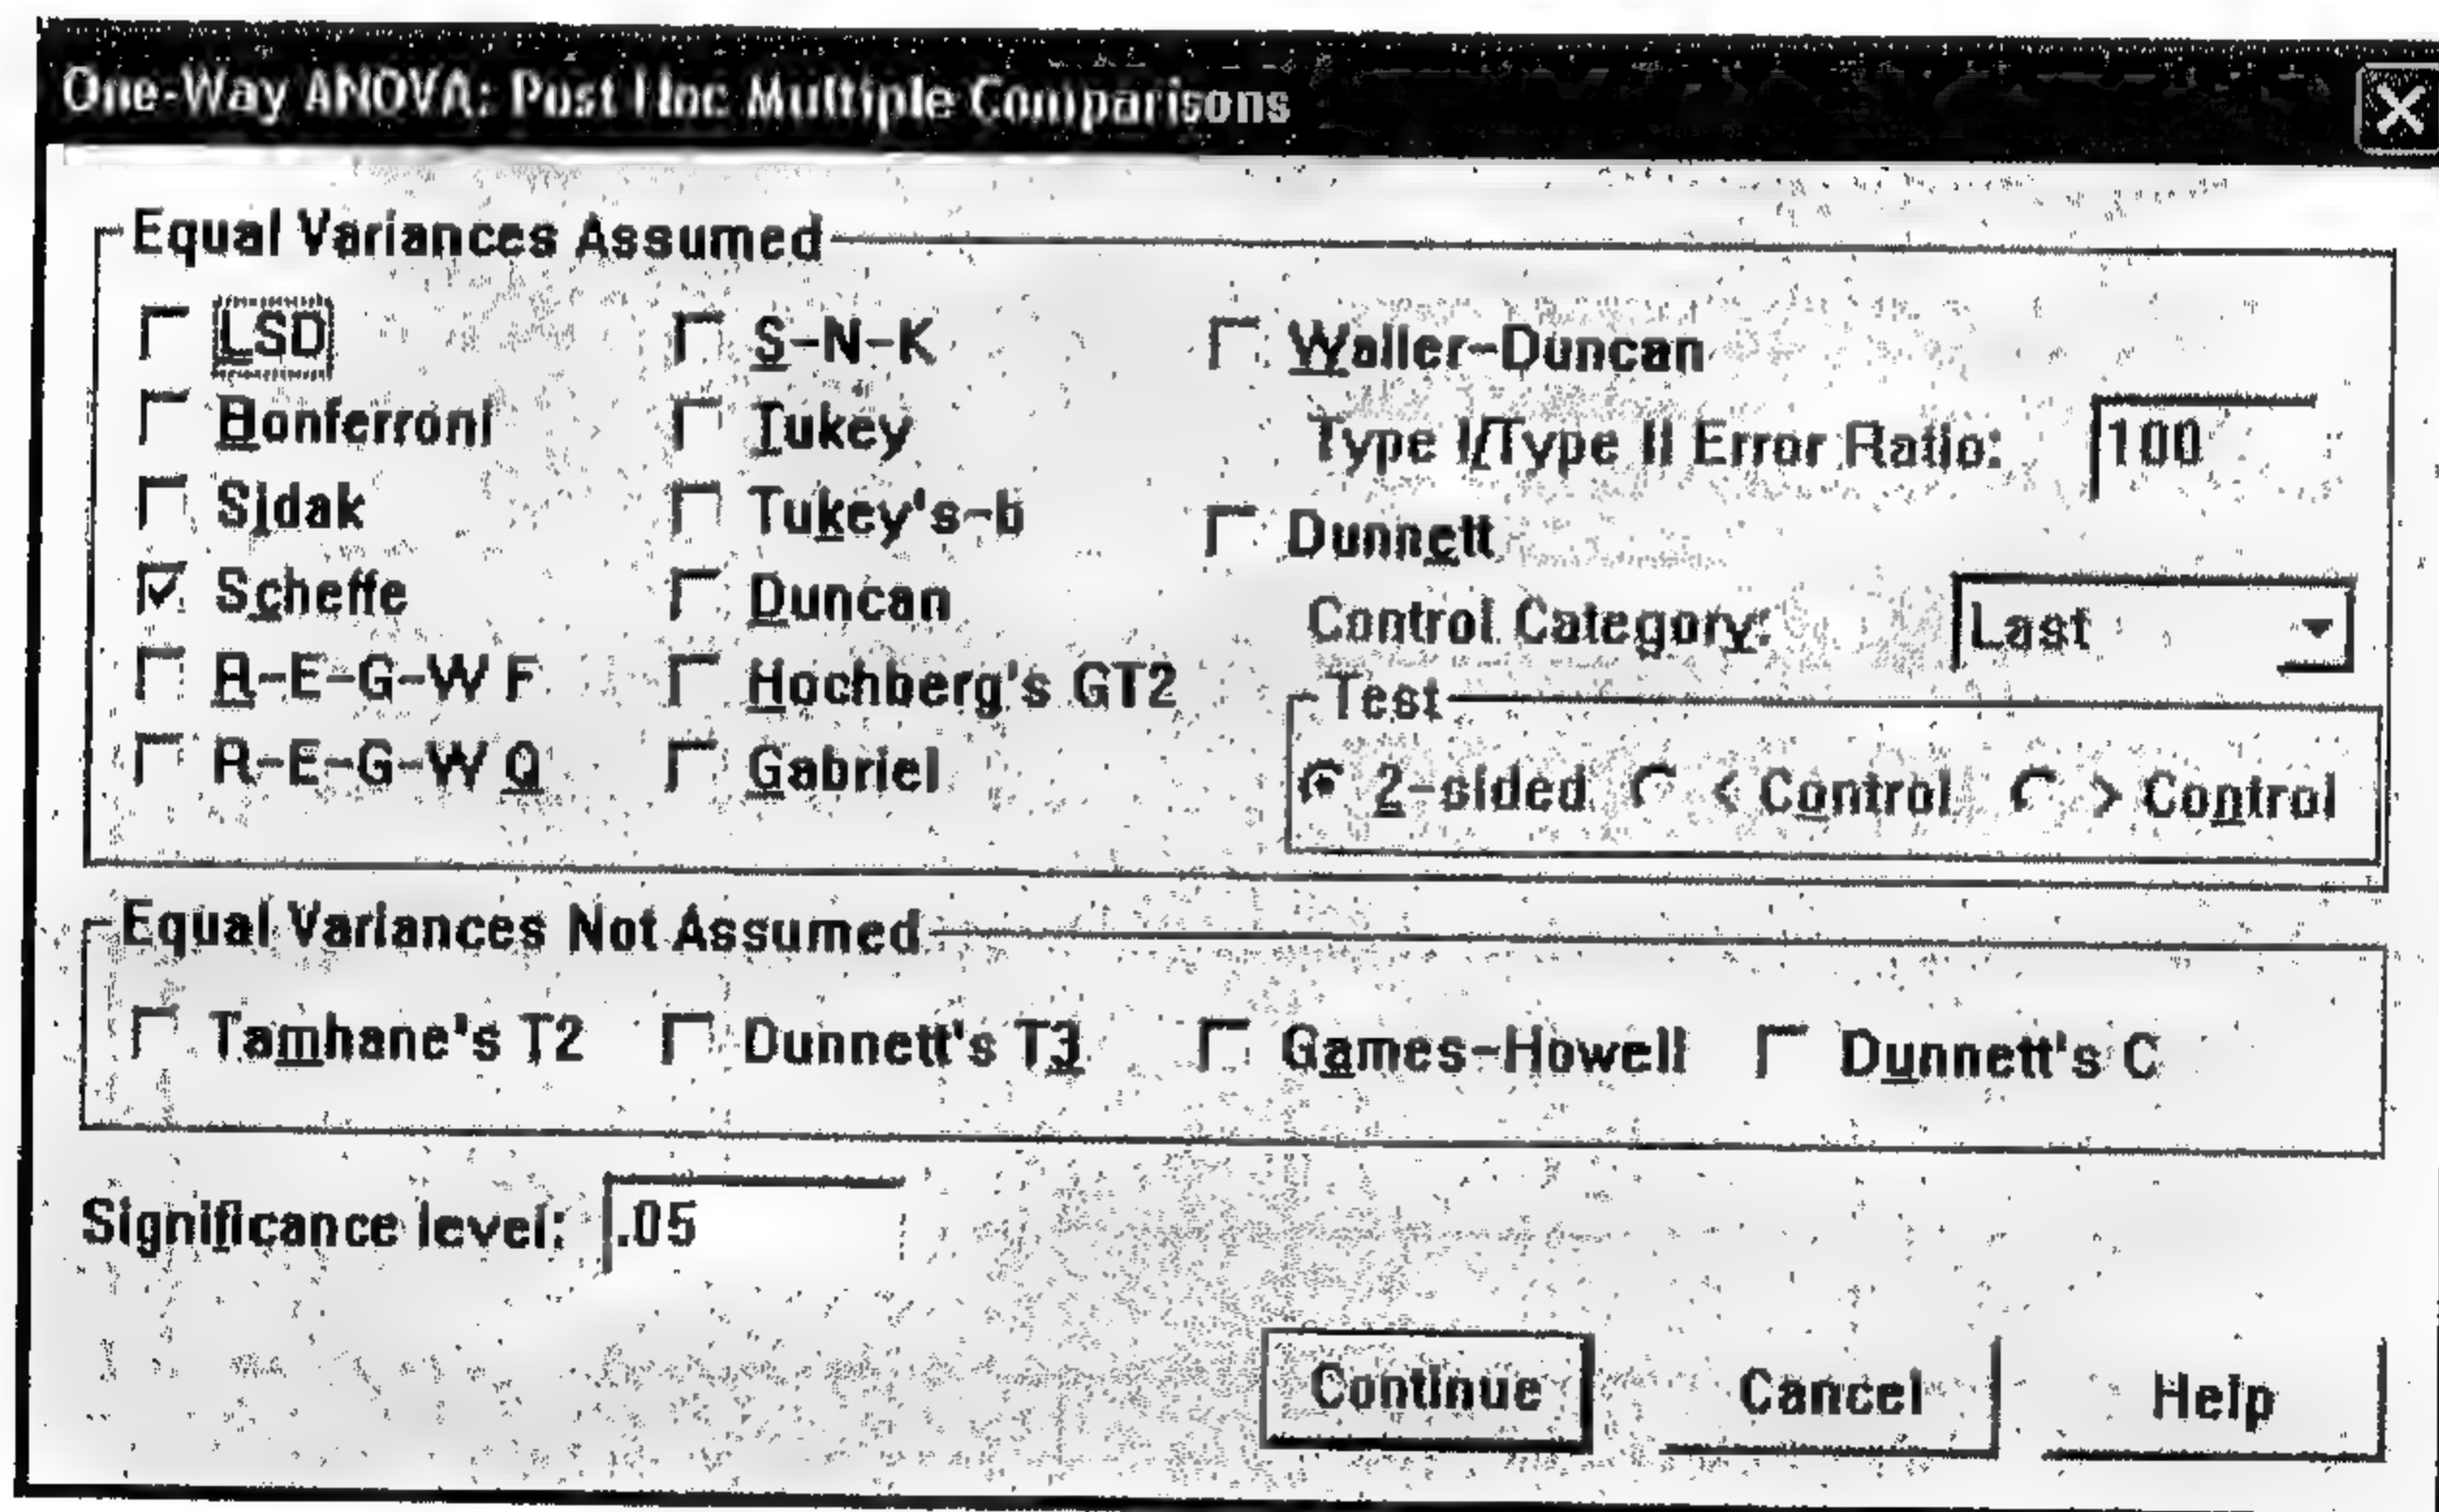 One-Way ANOVA: Post Hoc Multiple Comparisons
Equal Variances Assumed
LSD
S-N-K
Waller-Duncan
Bonferroni
Tukey
Type I/Type II Error Ratio: 100
Sidak
Tukey's-b
Dunnett
Scheffe
Duncan
Control Category: Last
R-E-G-W F
Hochberg's GT2
Test
R-E-G-W Q
Gabriel
2-sided < Control > Control
Equal Variances Not Assumed
Tamhane's T2 Dunnett's T3 Games-Howell Dunnett's C
Significance level: .05
Continue Cancel Help